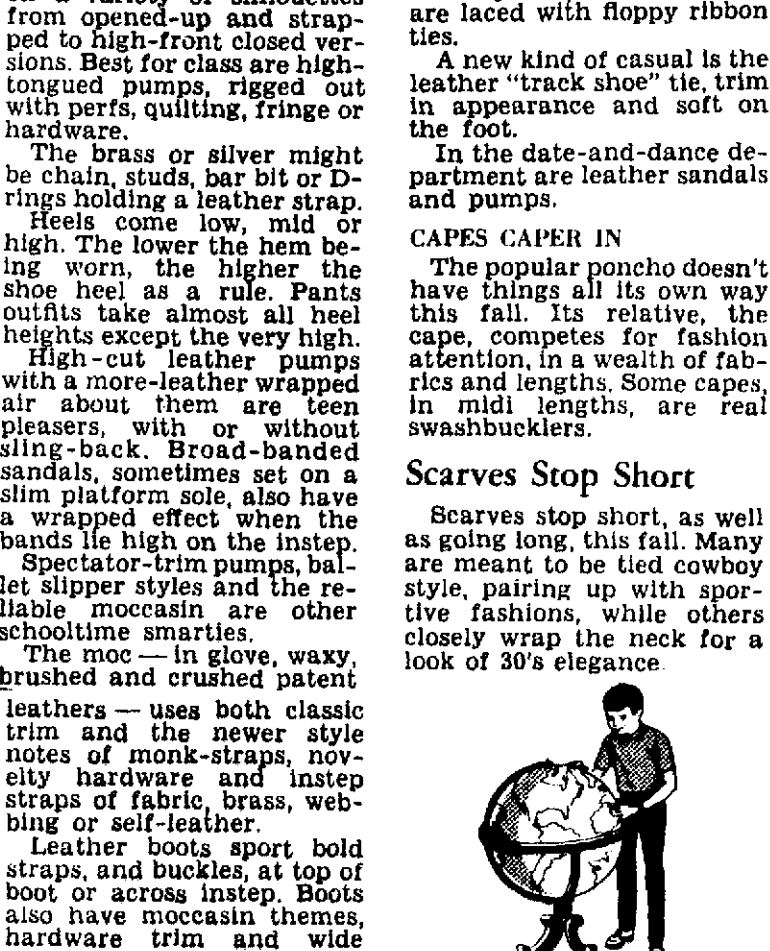 from opened-up and strap-
ped to high-front closed ver-
sions. Best for class are high-
tongued pumps, rigged out
with perfs, quilting, fringe or
hardware.
The brass or silver might
be chain, studs, bar bit or D-
rings holding a leather strap.
Heels come low, mid or
high. The lower the hem be-
ing worn, the higher the
shoe heel as a rule. Pants
outfits take almost all heel
heights except the very high.
High-cut leather pumps
with a more-leather wrapped
air about them are teen
pleasers, with or without
sling-back. Broad-banded
sandals, sometimes set on a
slim platform sole, also have
a wrapped effect when the
bands lie high on the instep.
Spectator-trim pumps, bal-
let slipper styles and the re-
liable moccasin are other
schooltime smarties.
The moc — in glove, waxy,
brushed and crushed patent
leathers — uses both classic
trim and the newer style
notes of monk-straps, nov-
elty hardware and instep
straps of fabric, brass, web-
bing or self-leather.
Leather boots sport bold
straps, and buckles, at top of
boot or across instep. Boots
also have moccasin themes,
hardware trim and wide
are laced with floppy ribbon
ties.
A new kind of casual is the
leather "track shoe" tie, trim
in appearance and soft on
the foot.
In the date-and-dance de-
partment are leather sandals
and pumps.
CAPES CAPER IN
The popular poncho doesn't
have things all its own way
this fall. Its relative, the
cape, competes for fashion
attention, in a wealth of fab-
rics and lengths. Some capes,
in midi lengths, are real
swashbucklers.
Scarves Stop Short
Scarves stop short, as well
as going long, this fall. Many
are meant to be tied cowboy
style, pairing up with spor-
tive fashions, while others
closely wrap the neck for a
look of 30's elegance